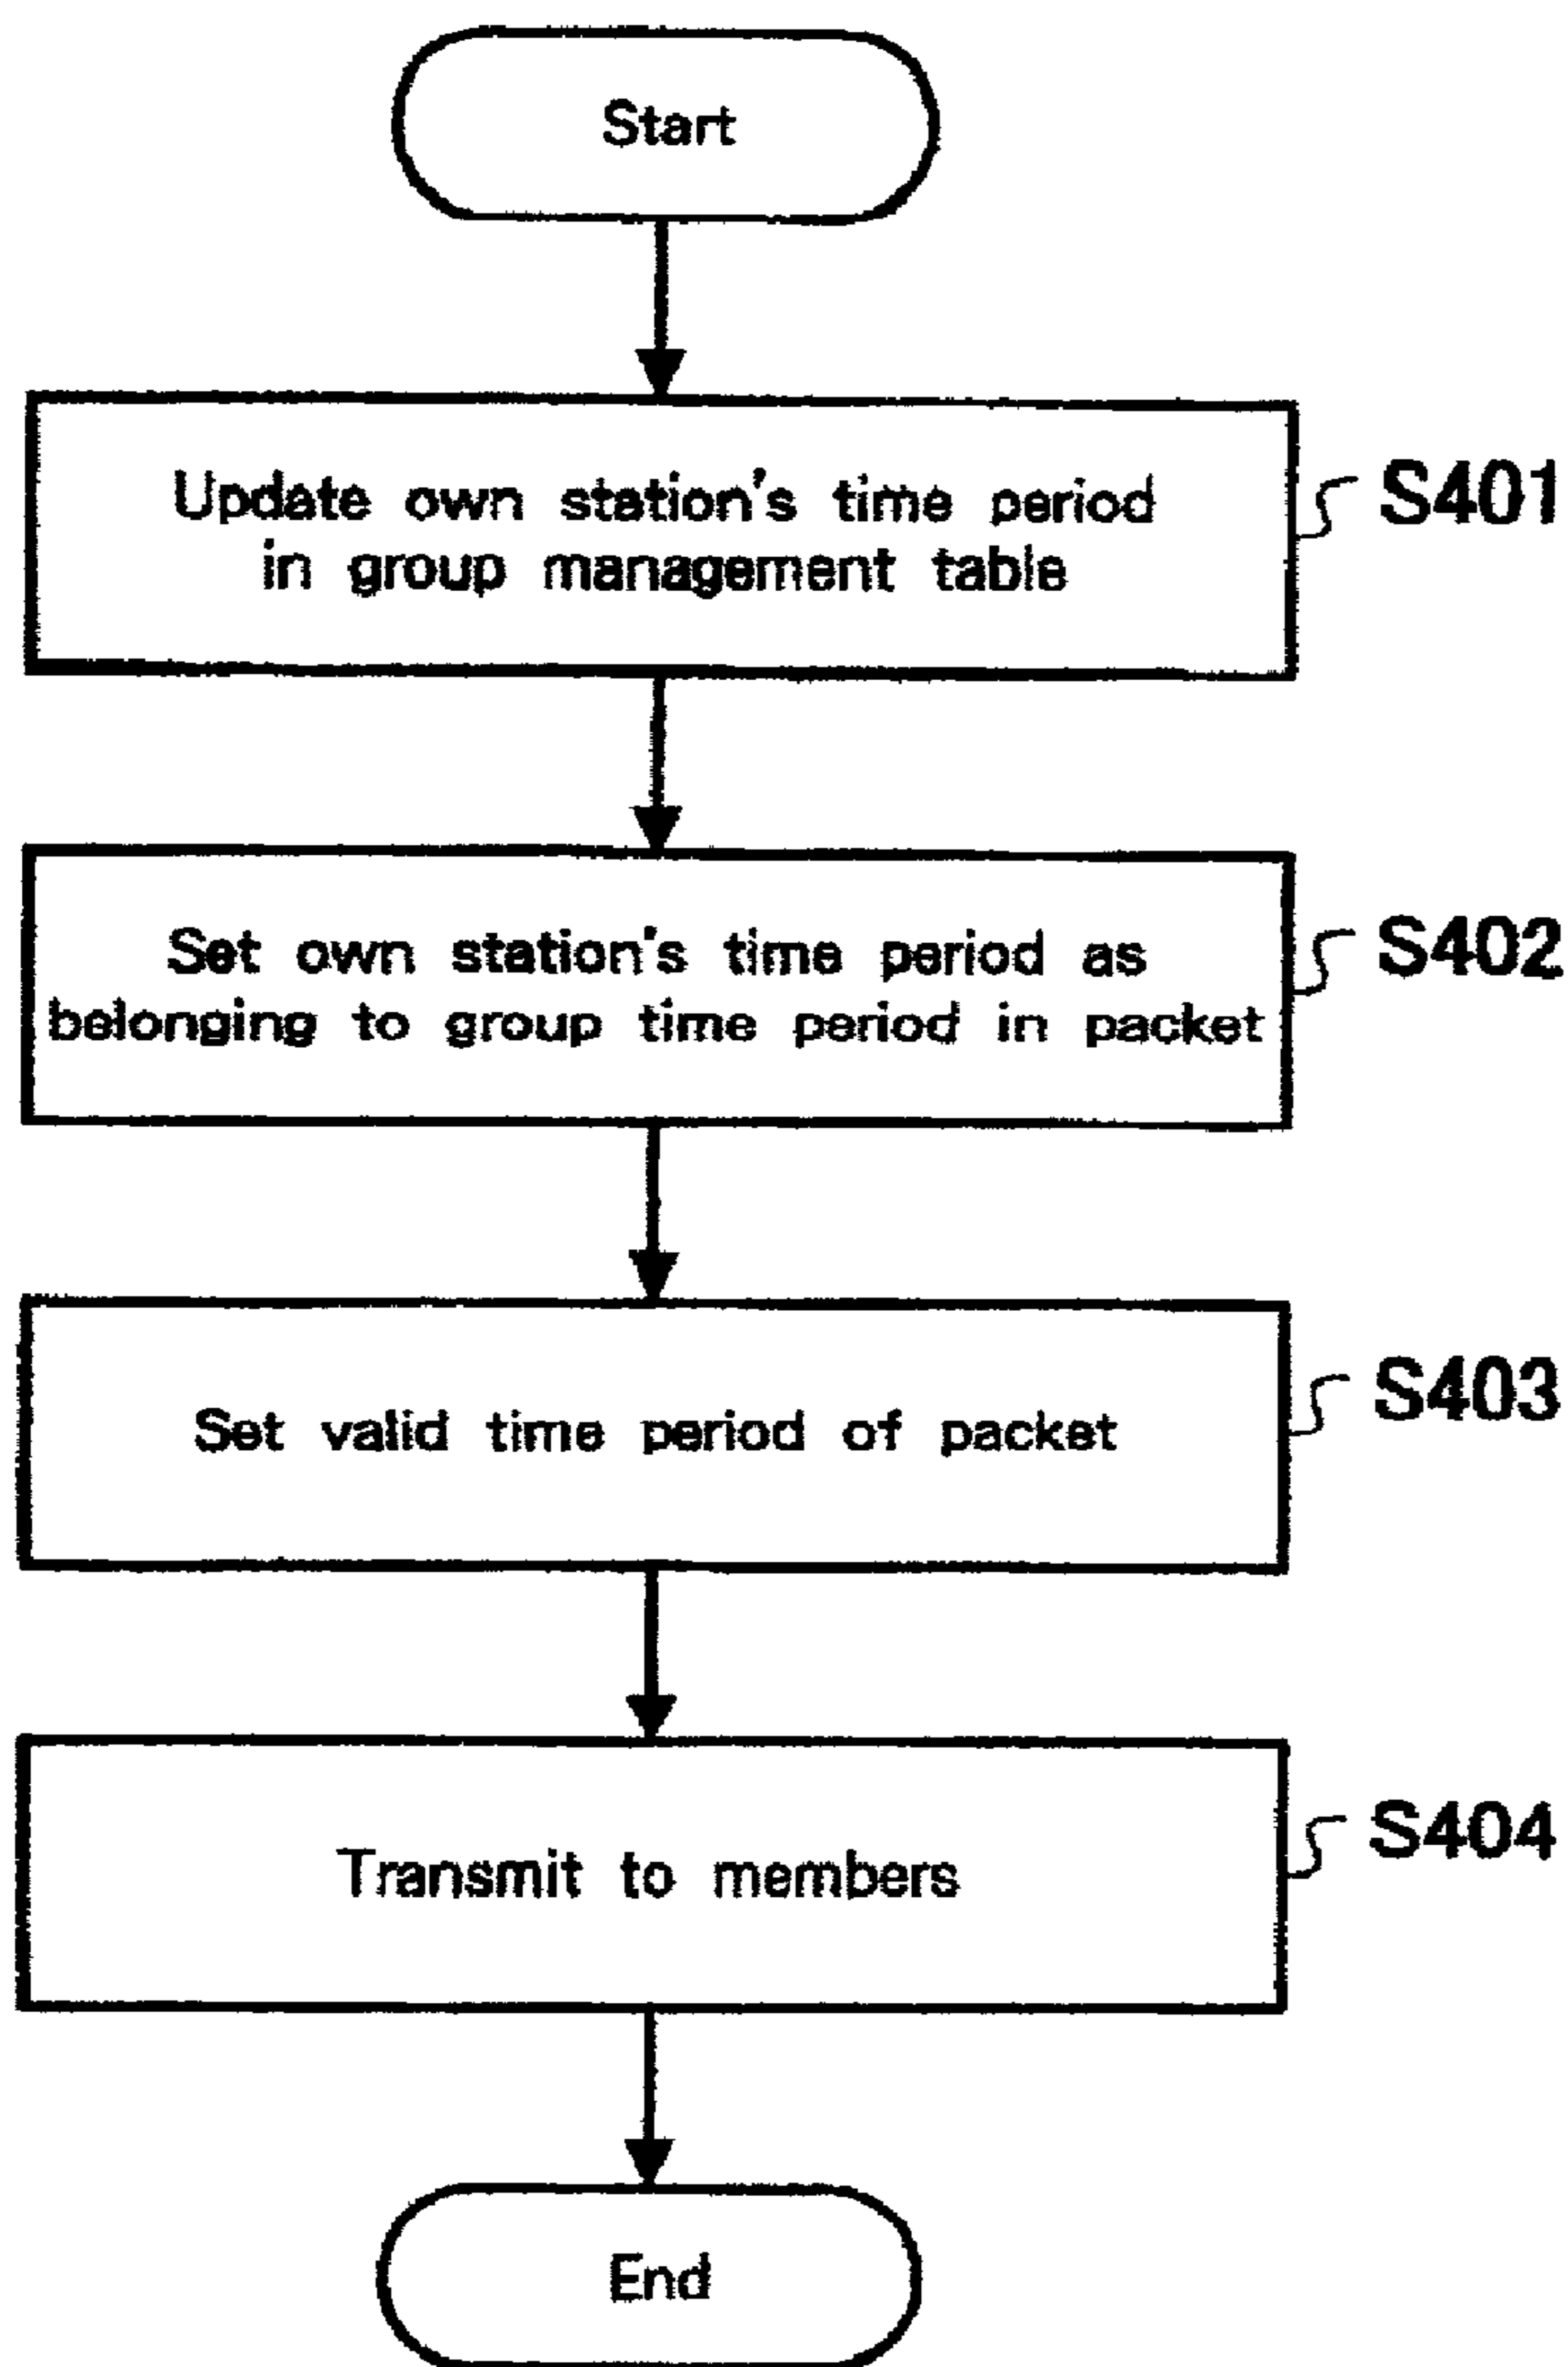 Start
Update own station's time period
in group management table
S401
Set own station's time period as
belonging to group time period in packet
S402
Set valid time period of packet
S403
Transmit to members
S404
End